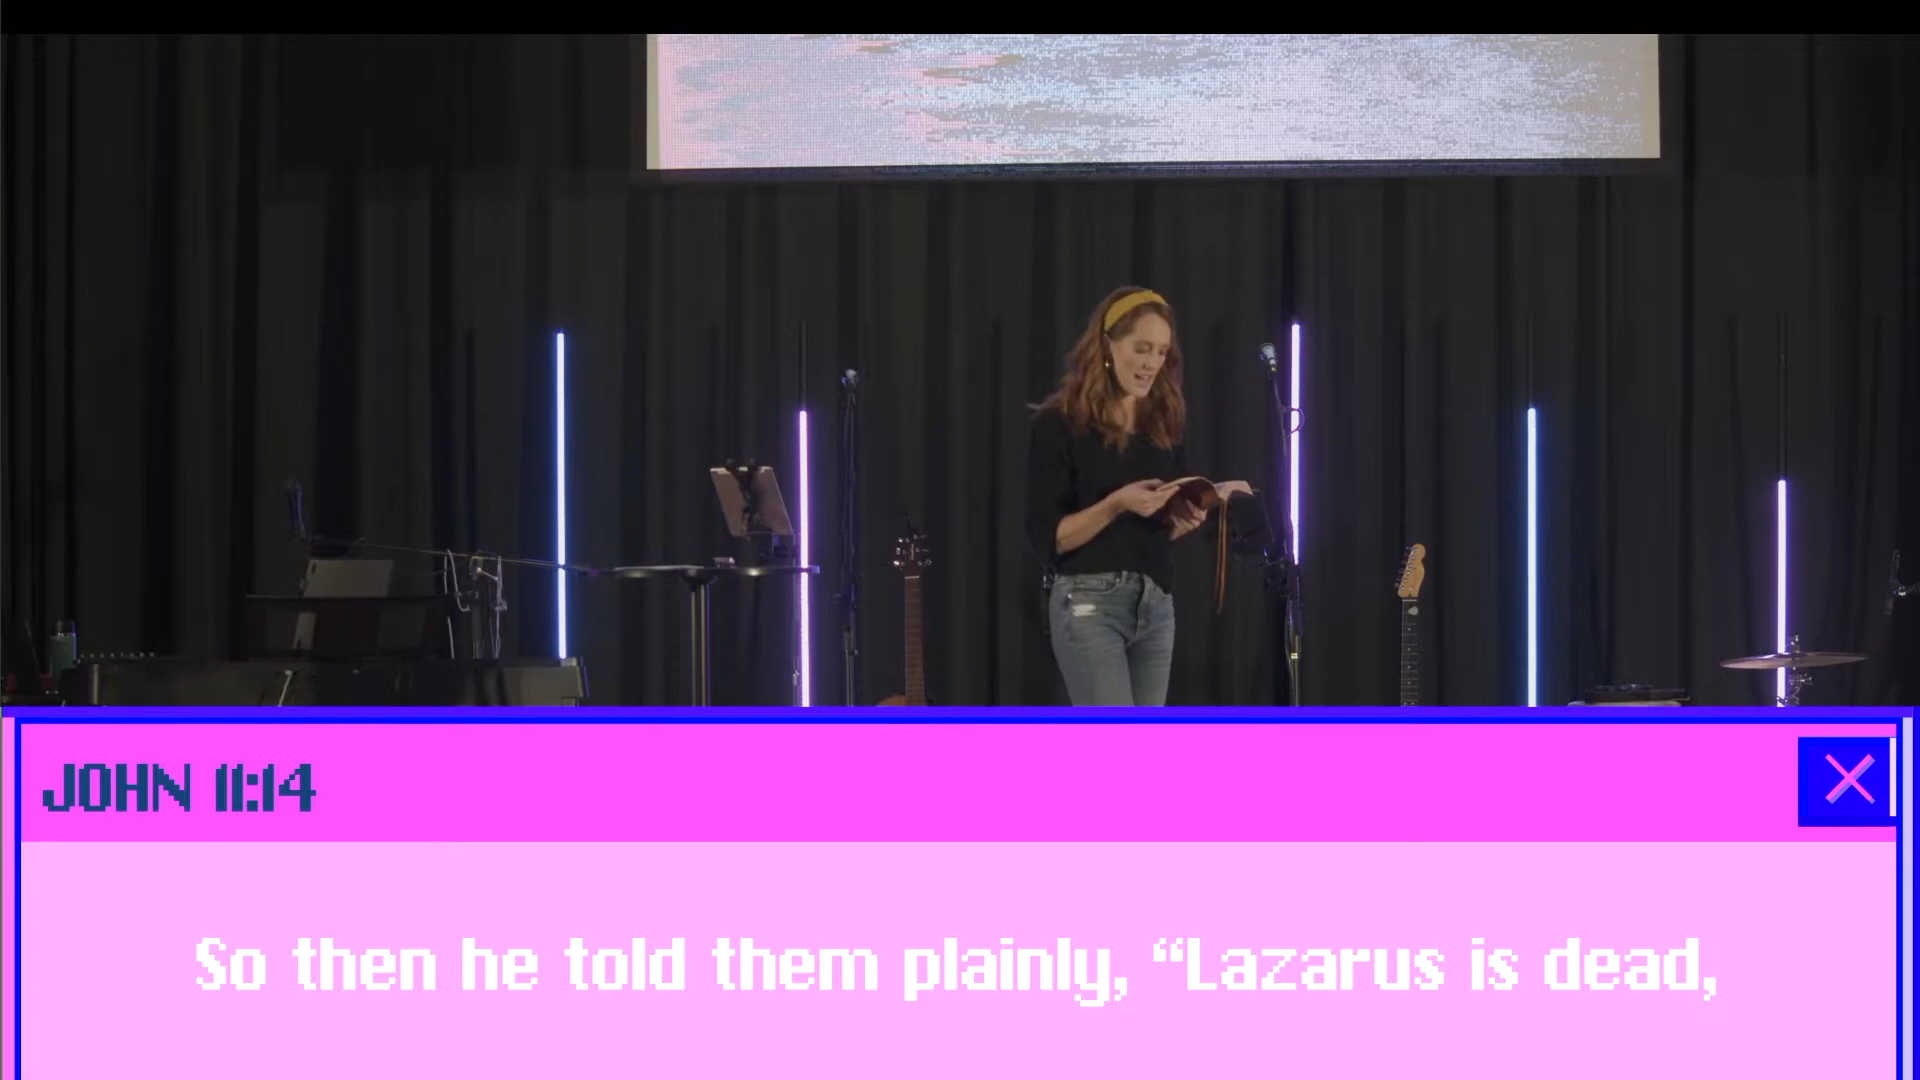 JOHN 11:14
So then he told them plainly, “Lazarus is dead,